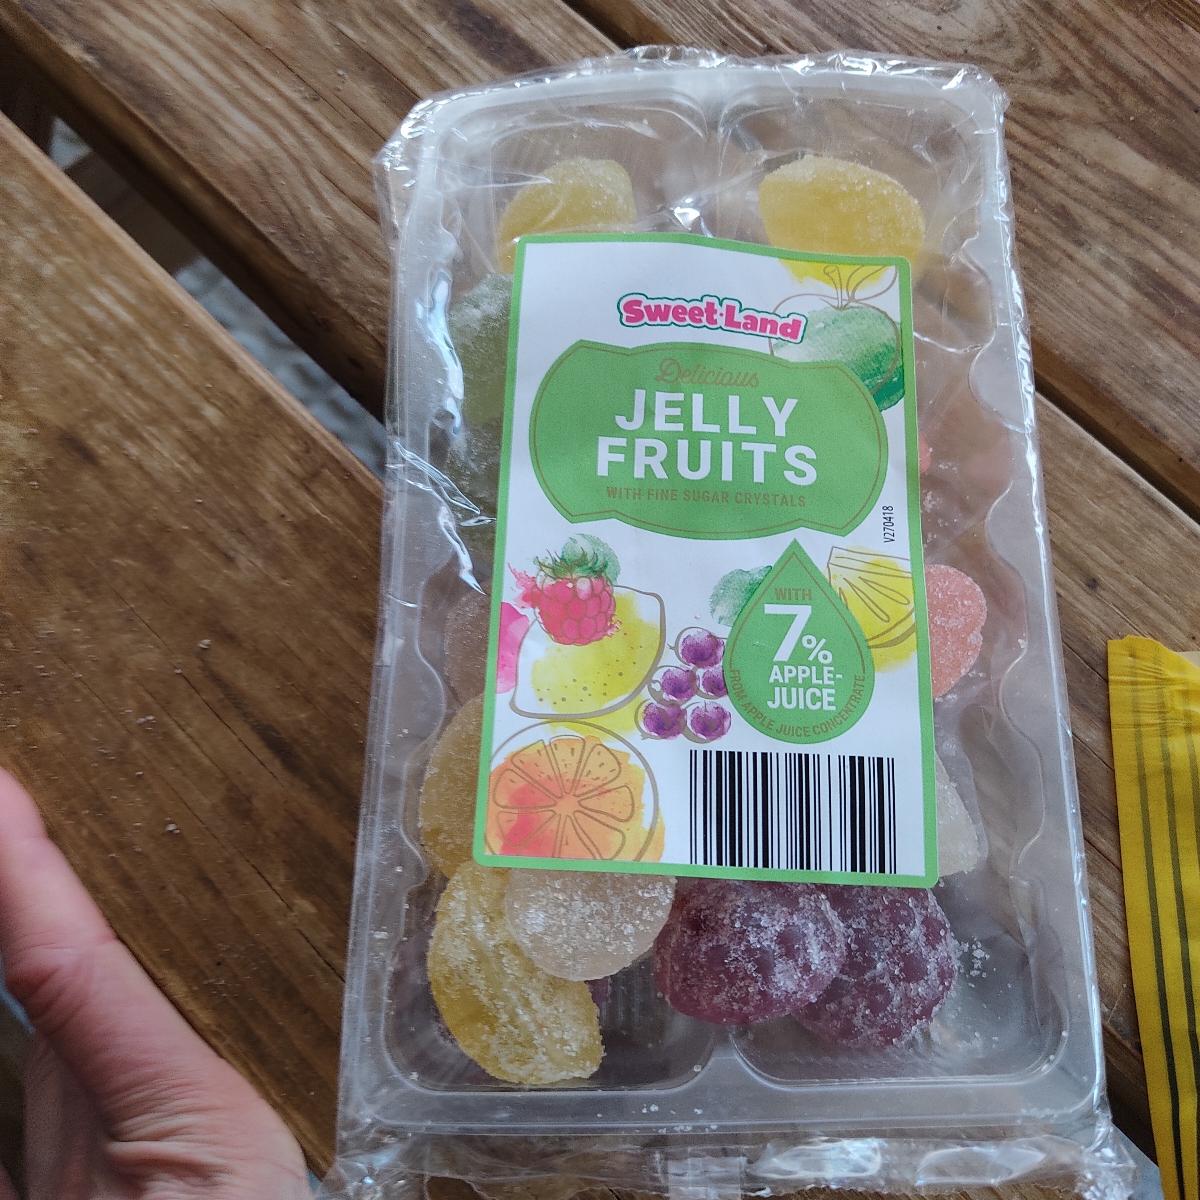 Sweet-Land
Delicious
JELLY
FRUITS
WITH FINE SUGAR CRYSTALS
V270418
WITH
7%
APPLE-
JUICE
FROM APPLE JUICE CONCENTRATE